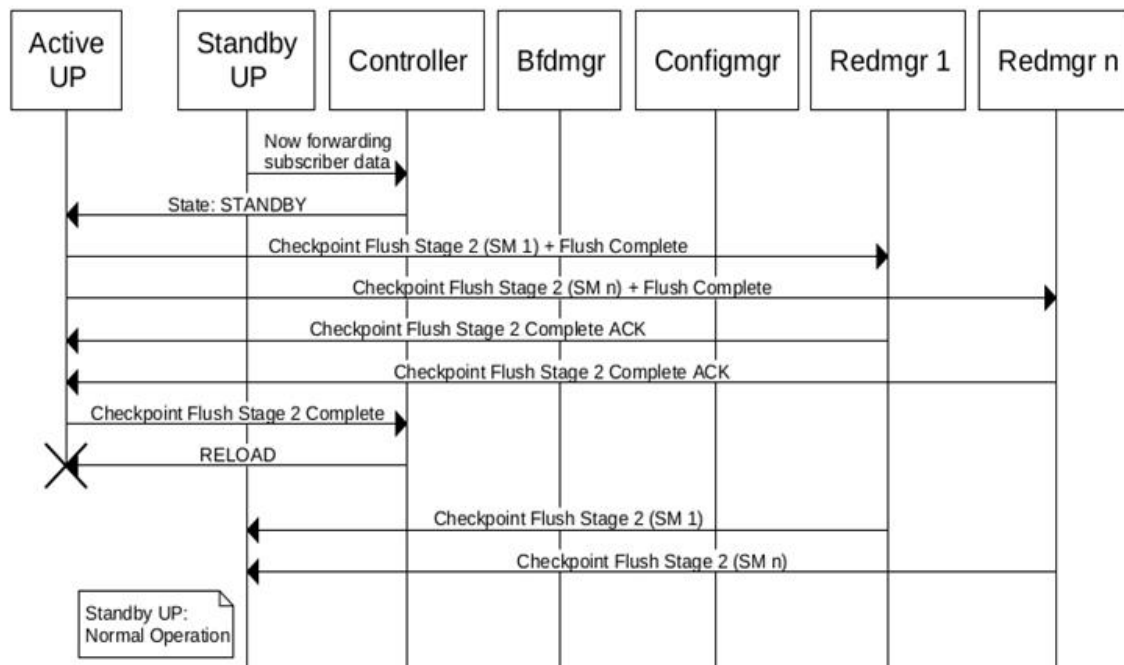 Active
UP
Standby
UP
Controller
Bfdmgr
Configmgr
Redmgr 1
Redmgr n
Now forwarding
subscriber data
State: STANDBY
Checkpoint Flush Stage 2 (SM 1) + Flush Complete
Checkpoint Flush Stage 2 (SM n) + Flush Complete
Checkpoint Flush Stage 2 Complete ACK
Checkpoint Flush Stage 2 Complete ACK
Checkpoint Flush Stage 2 Complete
RELOAD
Checkpoint Flush Stage 2 (SM 1)
Checkpoint Flush Stage 2 (SM n)
Standby UP:
Normal Operation